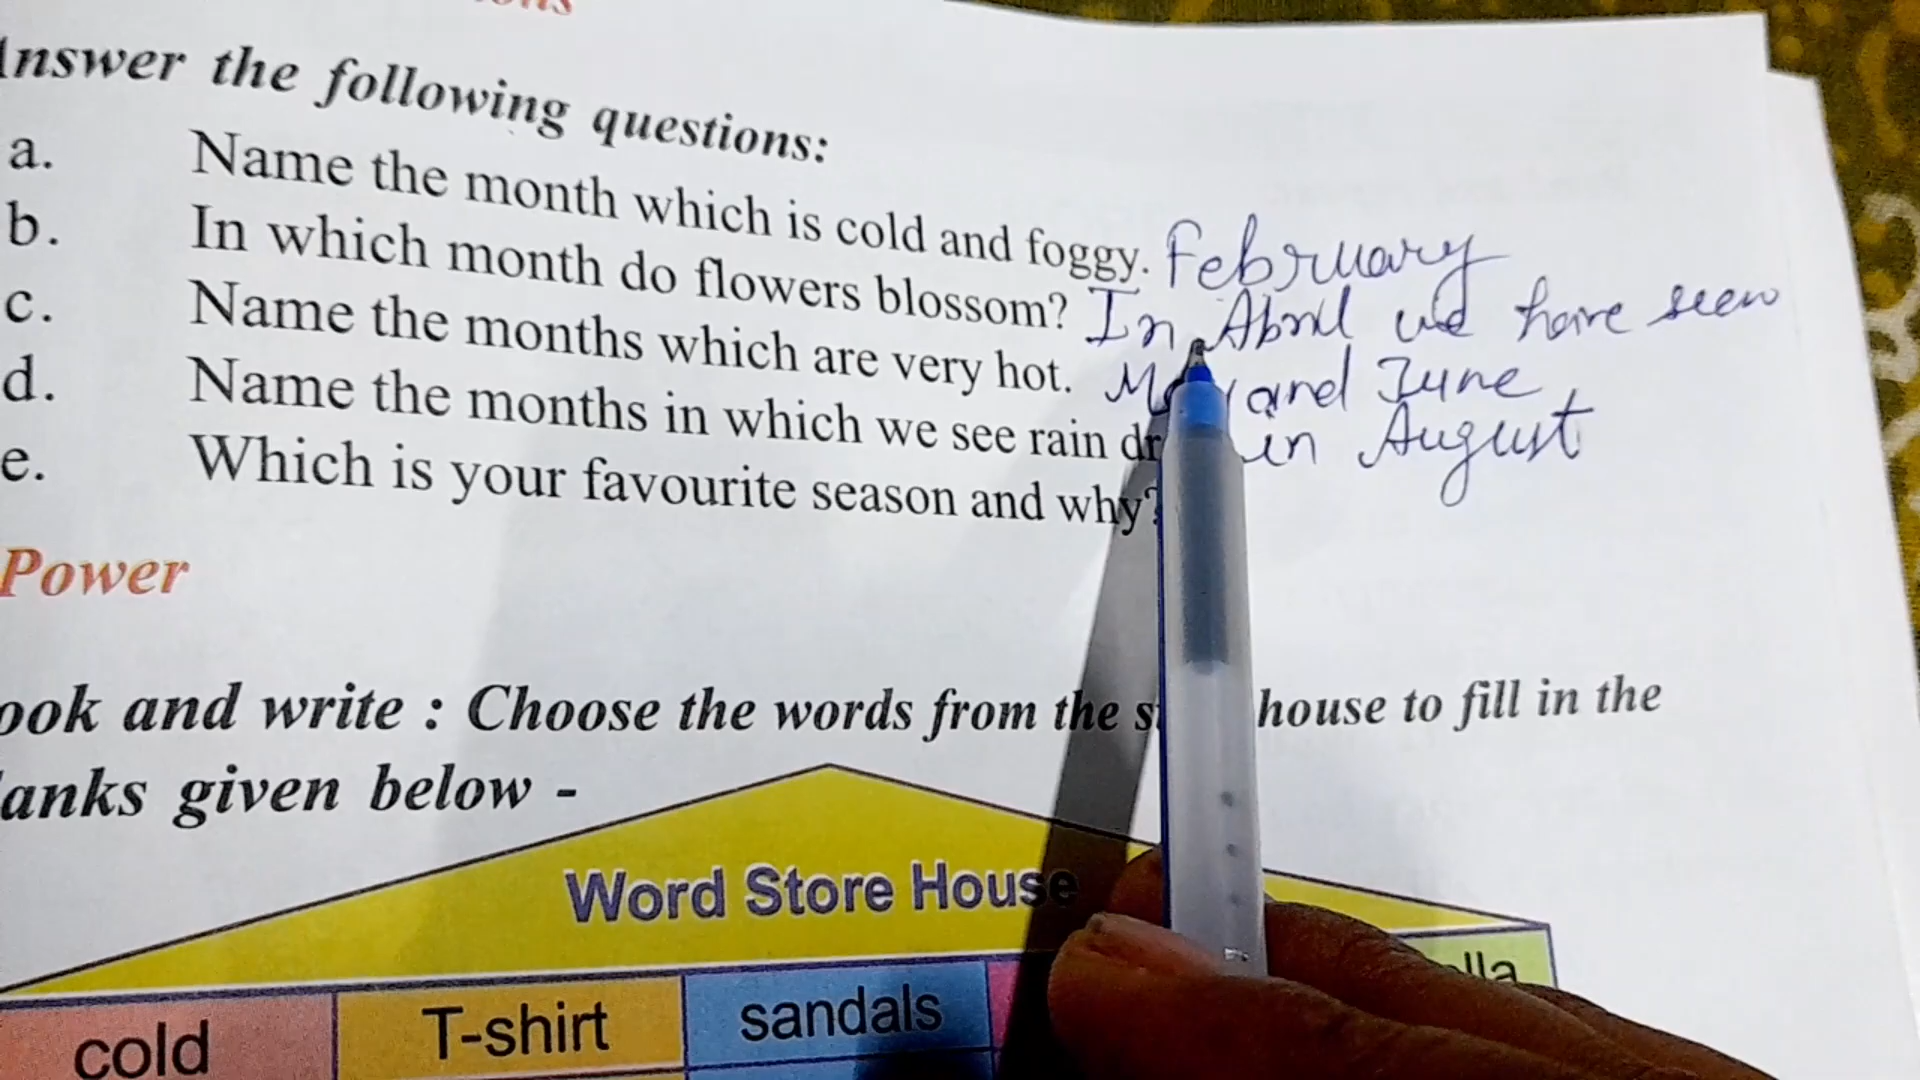 Answer the following questions:
a. Name the month which is cold and foggy. February
b. In which month do flowers blossom? In April we have seen
c. Name the months which are very hot. May and June
d. Name the months in which we see rain in August
e. Which is your favourite season and why?
Power
ook and write : Choose the words from the house to fill in the
anks given below -
Word Store House
cold T-shirt sandals lla